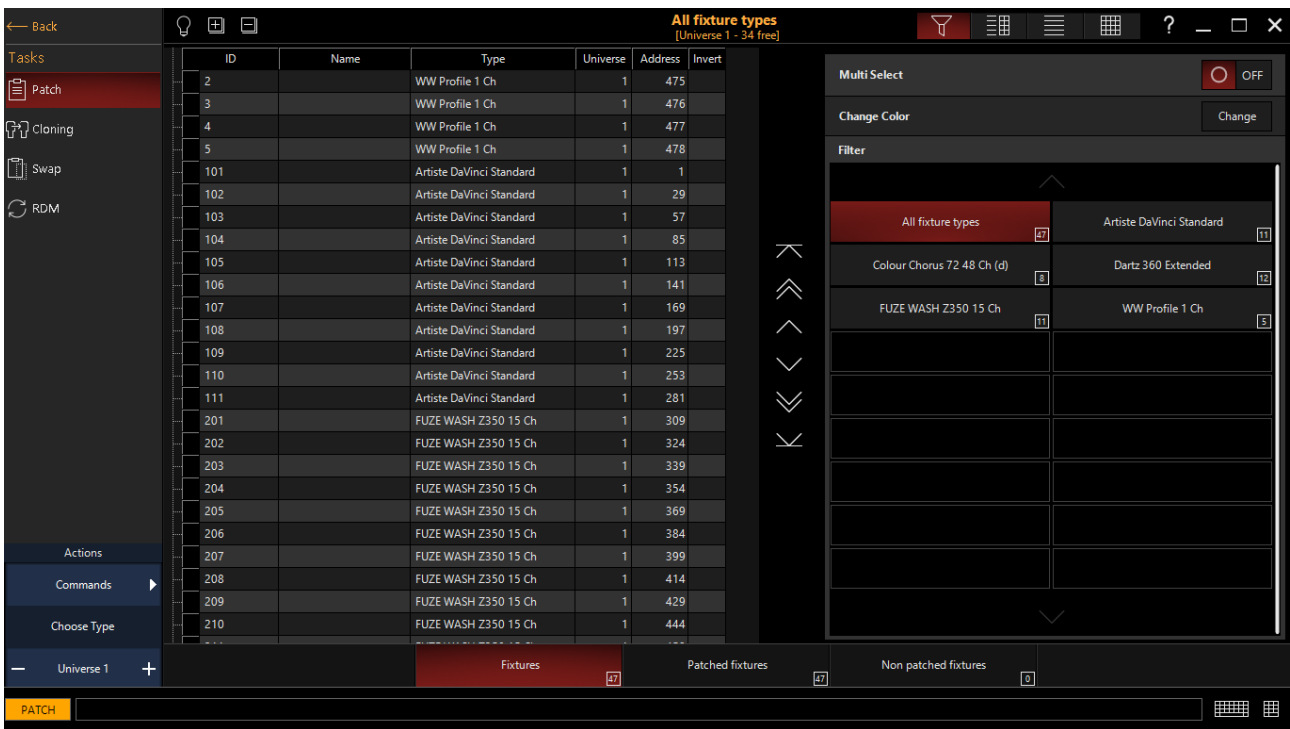 Back
All fixture types
[Universe 1 - 34 free]
?
Tasks
Patch
Cloning
Swap
RDM
ID Name Type Universe Address Invert
2 WW Profile 1 Ch 1 475
3 WW Profile 1 Ch 1 476
4 WW Profile 1 Ch 1 477
5 WW Profile 1 Ch 1 478
101 Artiste DaVinci Standard 1 1
102 Artiste DaVinci Standard 1 29
103 Artiste DaVinci Standard 1 57
104 Artiste DaVinci Standard 1 85
105 Artiste DaVinci Standard 1 113
106 Artiste DaVinci Standard 1 141
107 Artiste DaVinci Standard 1 169
108 Artiste DaVinci Standard 1 197
109 Artiste DaVinci Standard 1 225
110 Artiste DaVinci Standard 1 253
111 Artiste DaVinci Standard 1 281
201 FUZE WASH Z350 15 Ch 1 309
202 FUZE WASH Z350 15 Ch 1 324
203 FUZE WASH Z350 15 Ch 1 339
204 FUZE WASH Z350 15 Ch 1 354
205 FUZE WASH Z350 15 Ch 1 369
206 FUZE WASH Z350 15 Ch 1 384
207 FUZE WASH Z350 15 Ch 1 399
208 FUZE WASH Z350 15 Ch 1 414
209 FUZE WASH Z350 15 Ch 1 429
210 FUZE WASH Z350 15 Ch 1 444
Multi Select OFF
Change Color Change
Filter
All fixture types 47
Artiste DaVinci Standard 11
Colour Chorus 72 48 Ch (d) 8
Dartz 360 Extended 12
FUZE WASH Z350 15 Ch 11
WW Profile 1 Ch 5
Actions
Commands
Choose Type
− Universe 1 +
Fixtures 47
Patched fixtures 47
Non patched fixtures 0
PATCH